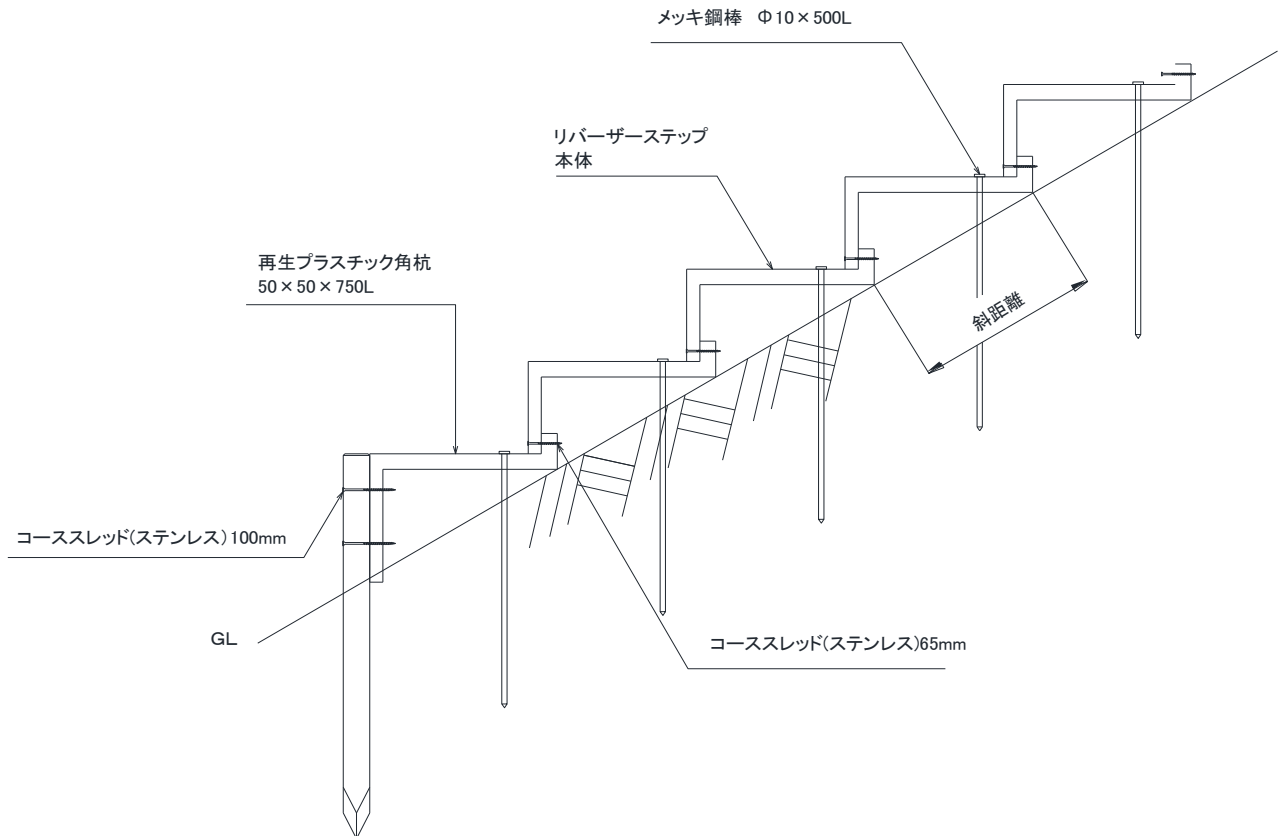 メッキ鋼棒 Φ10×500L
リバーザーステップ
本体
再生プラスチック角杭
50×50×750L
斜距離
コーススレッド(ステンレス)100mm
GL
コーススレッド(ステンレス)65mm